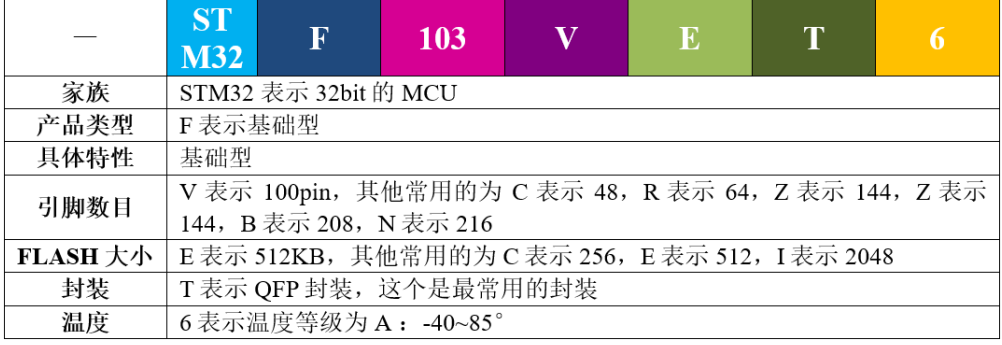 — ST M32 F 103 V E T 6
家族 STM32 表示 32bit 的 MCU
产品类型 F 表示基础型
具体特性 基础型
引脚数目 V 表示 100pin，其他常用的为 C 表示 48，R 表示 64，Z 表示 144，Z 表示
144，B 表示 208，N 表示 216
FLASH 大小 E 表示 512KB，其他常用的为 C 表示 256，E 表示 512，I 表示 2048
封装 T 表示 QFP 封装，这个是最常用的封装
温度 6 表示温度等级为 A ：-40~85°